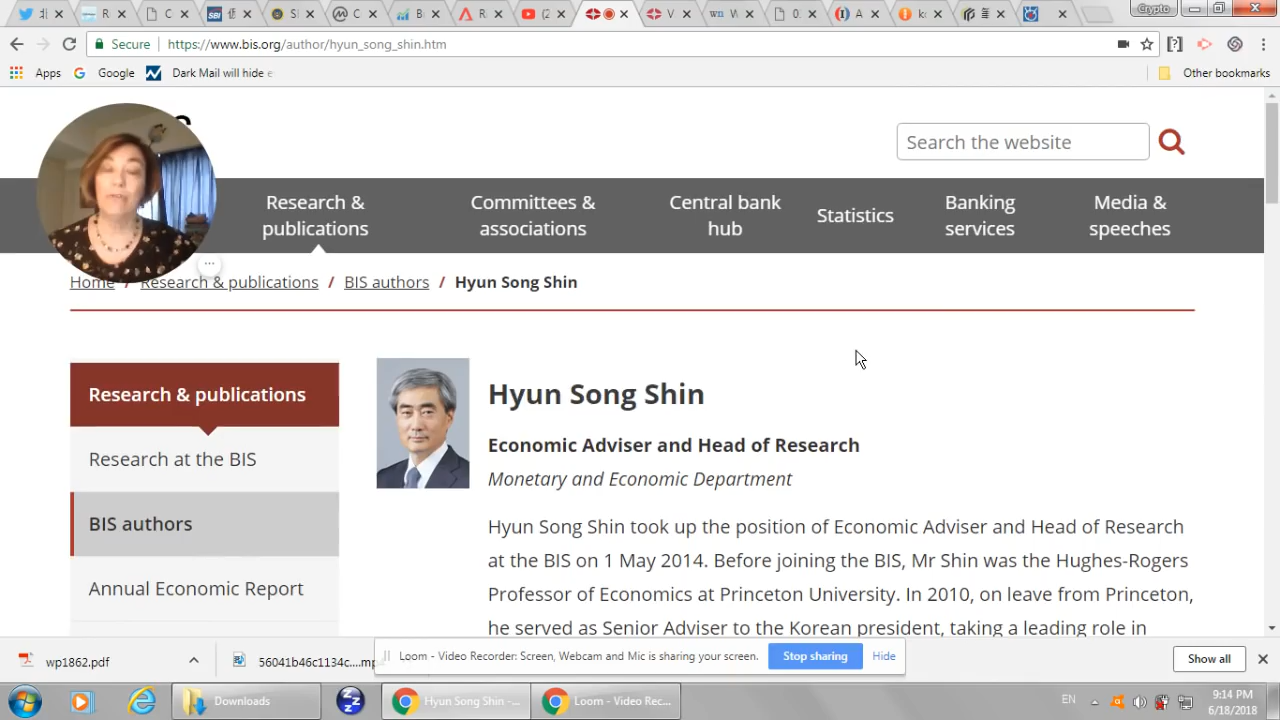 Crypto
Secure
https://www.bis.org/author/hyun_song_shin.htm
Apps
Google
Dark Mail will hide e
Other bookmarks
Search the website
Research &
publications
Committees &
associations
Central bank
hub
Statistics
Banking
services
Media &
speeches
Home / Research & publications / BIS authors / Hyun Song Shin
Research & publications
Research at the BIS
BIS authors
Annual Economic Report
Hyun Song Shin
Economic Adviser and Head of Research
Monetary and Economic Department
Hyun Song Shin took up the position of Economic Adviser and Head of Research
at the BIS on 1 May 2014. Before joining the BIS, Mr Shin was the Hughes-Rogers
Professor of Economics at Princeton University. In 2010, on leave from Princeton,
he served as Senior Adviser to the Korean president, taking a leading role in
wp1862.pdf
56041b46c1134c....mp
Loom - Video Recorder: Screen, Webcam and Mic is sharing your screen.
Stop sharing
Hide
Show all
Downloads
Hyun Song Shin -...
Loom - Video Rec...
EN
9:14 PM
6/18/2018